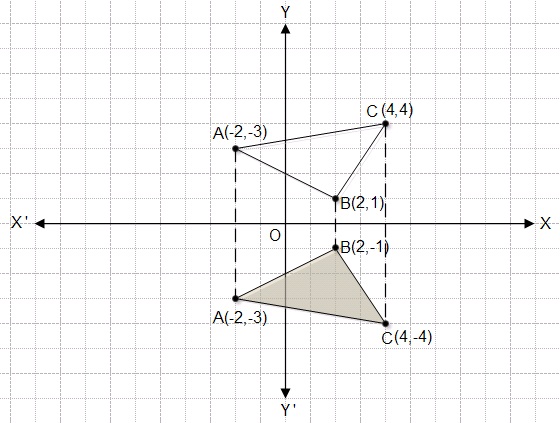 Y
C (4,4)
A(-2,-3)
B(2,1)
X' X
O
B(2,-1)
A(-2,-3)
C(4,-4)
Y'